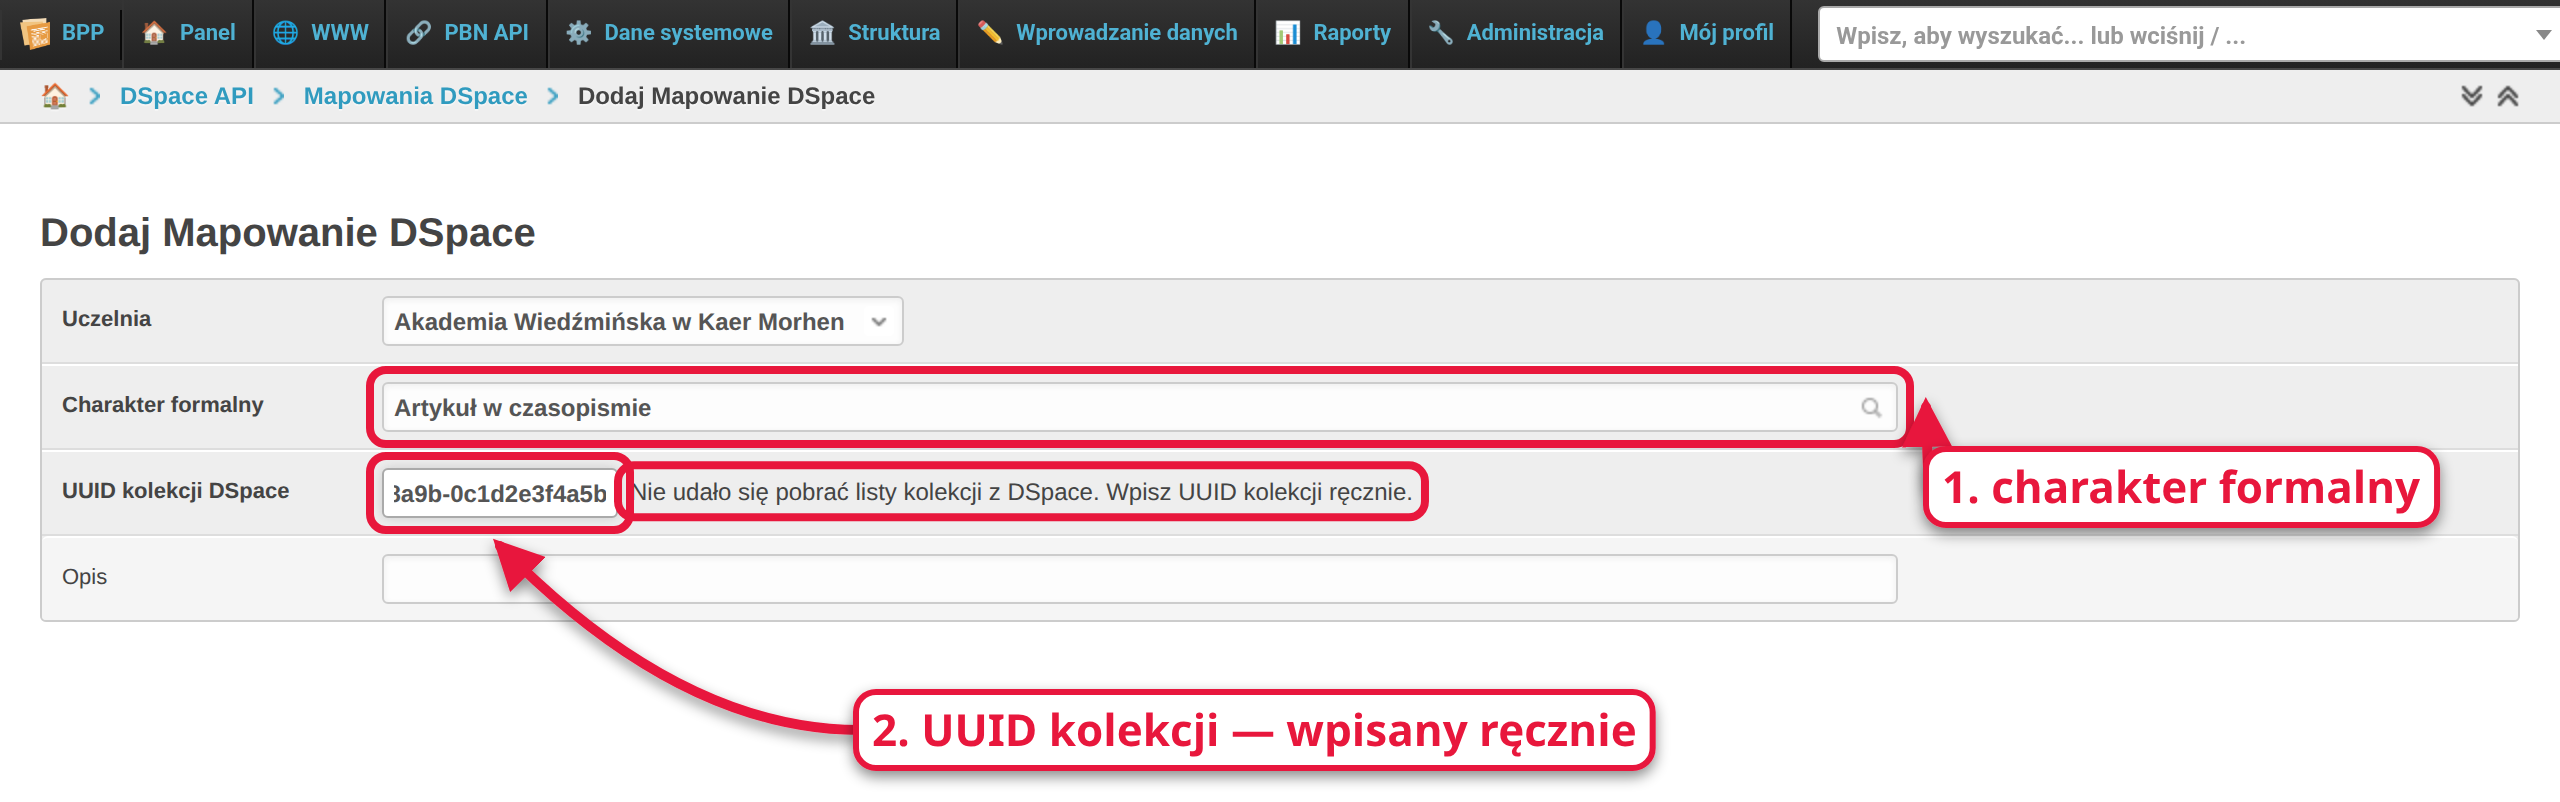 BPP Panel WWW PBN API Dane systemowe Struktura Wprowadzanie danych Raporty Administracja Mój profil Wpisz, aby wyszukać... lub wciśnij / ...
DSpace API Mapowania DSpace Dodaj Mapowanie DSpace
Dodaj Mapowanie DSpace
Uczelnia Akademia Wiedźmińska w Kaer Morhen
Charakter formalny Artykuł w czasopismie
1. charakter formalny
UUID kolekcji DSpace 3a9b-0c1d2e3f4a5b Nie udało się pobrać listy kolekcji z DSpace. Wpisz UUID kolekcji ręcznie.
Opis
2. UUID kolekcji — wpisany ręcznie